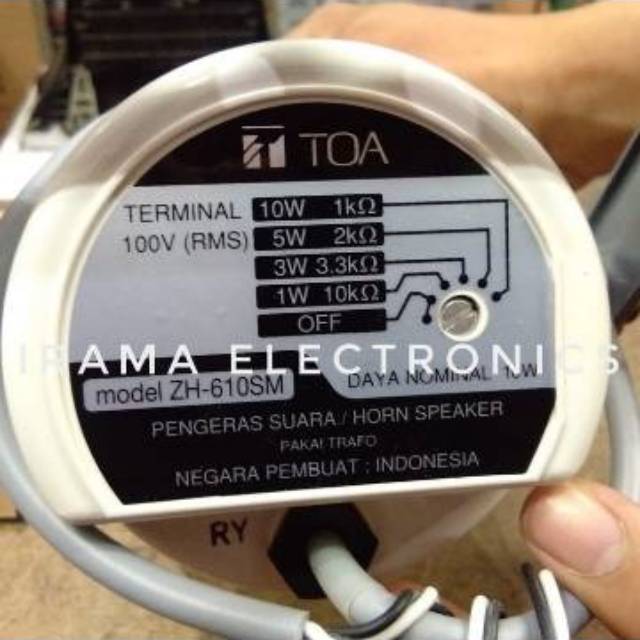 TOA
TERMINAL 10W 1kΩ
100V (RMS) 5W 2kΩ
3W 3.3kΩ
1W 10kΩ
OFF
IRAMA ELECTRONICS
model ZH-610SM DAYA NOMINAL 10W
PENGERAS SUARA / HORN SPEAKER
PAKAI TRAFO
NEGARA PEMBUAT : INDONESIA
RY